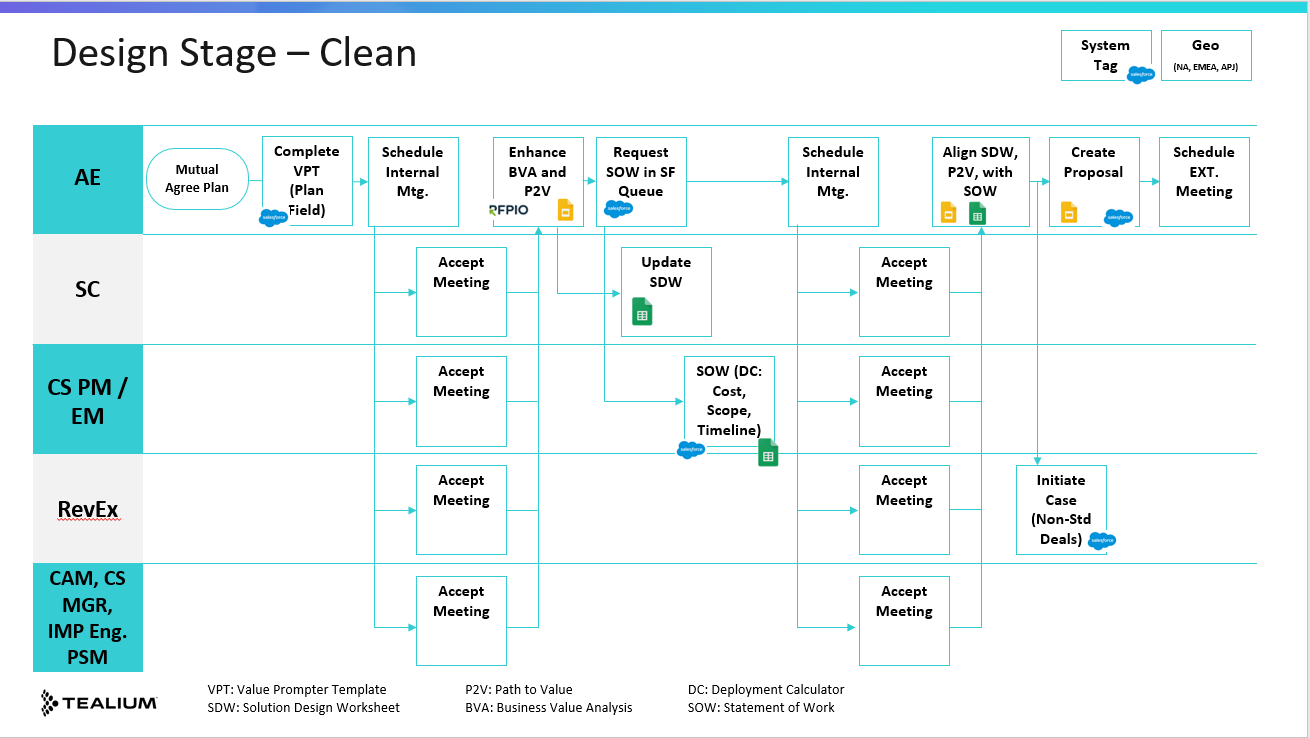 Design Stage – Clean
System
Tag
salesforce
Geo
(NA, EMEA, APJ)
AE
Mutual
Agree Plan
Complete
VPT
(Plan
Field)
salesforce
Schedule
Internal
Mtg.
Enhance
BVA and
P2V
RFPIO
Request
SOW in SF
Queue
salesforce
Schedule
Internal
Mtg.
Align SDW,
P2V, with
SOW
Create
Proposal
salesforce
Schedule
EXT.
Meeting
SC
Accept
Meeting
Update
SDW
Accept
Meeting
CS PM /
EM
Accept
Meeting
SOW (DC:
Cost,
Scope,
Timeline)
salesforce
Accept
Meeting
RevEx
Accept
Meeting
Accept
Meeting
Initiate
Case
(Non-Std
Deals)
salesforce
CAM, CS
MGR,
IMP Eng.
PSM
Accept
Meeting
Accept
Meeting
TEALIUM
VPT: Value Prompter Template
SDW: Solution Design Worksheet
P2V: Path to Value
BVA: Business Value Analysis
DC: Deployment Calculator
SOW: Statement of Work